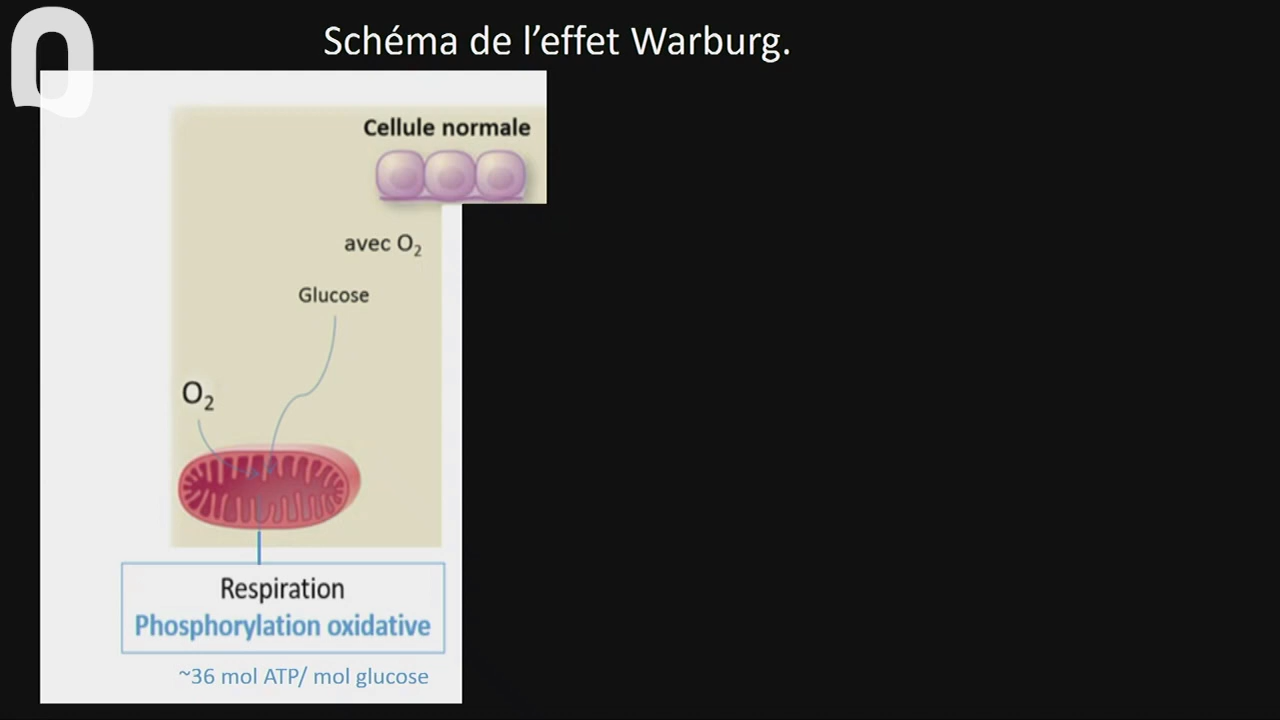 Schéma de l’effet Warburg.
Cellule normale
avec O₂
Glucose
O₂
Respiration
Phosphorylation oxidative
~36 mol ATP/ mol glucose